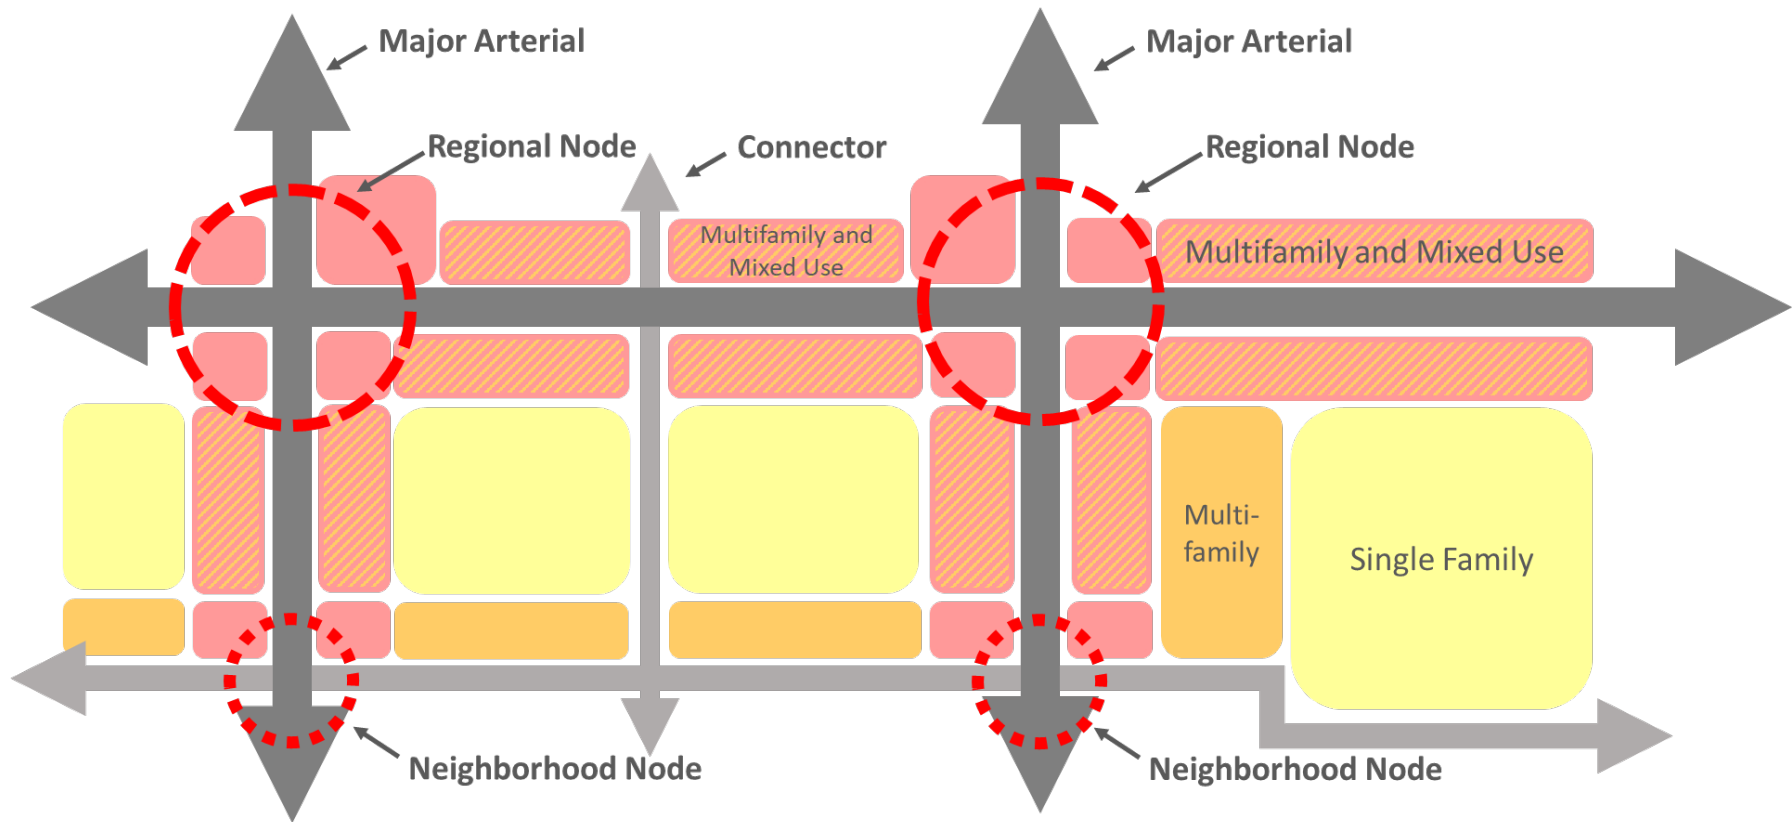 Major Arterial
Major Arterial
Regional Node
Connector
Regional Node
Multifamily and
Mixed Use
Multifamily and Mixed Use
Multi-
family
Single Family
Neighborhood Node
Neighborhood Node